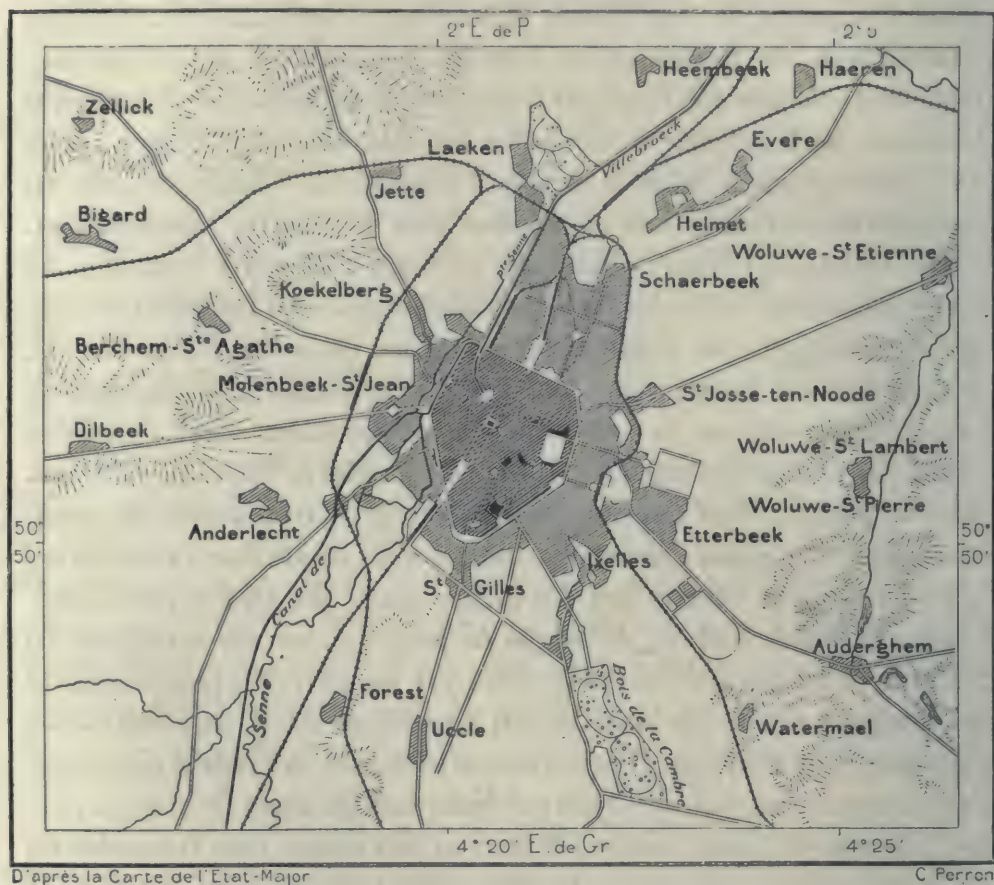 2° E de P
2° 5
Zellick
Heembeek
Haeren
Laeken
Villebroeck
Evere
Jette
Bigard
Helmet
Woluwe-St Etienne
Pte Senne
Schaerbeek
Koekelberg
Berchem-Ste Agathe
Molenbeek-St Jean
St Josse-ten-Noode
Dilbeek
Woluwe-St Lambert
Woluwe-St Pierre
Anderlecht
Etterbeek
50°
50'
50°
50'
Ixelles
St Gilles
Canal de
Auderghem
Bois de la Cambre
Senne
Forest
Uccle
Watermael
4° 20' E. de Gr
4° 25'
D'après la Carte de l'Etat-Major
C Perron